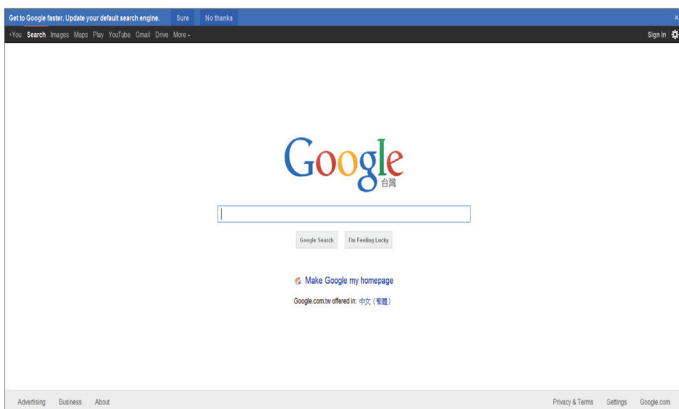 Get to Google faster. Update your default search engine. Sure No thanks x
+You Search Images Maps Play YouTube Gmail Drive More Sign in
Google
台灣
Google Search I'm Feeling Lucky
Make Google my homepage
Google.com.tw offered in: 中文（繁體）
Advertising Business About Privacy & Terms Settings Google.com